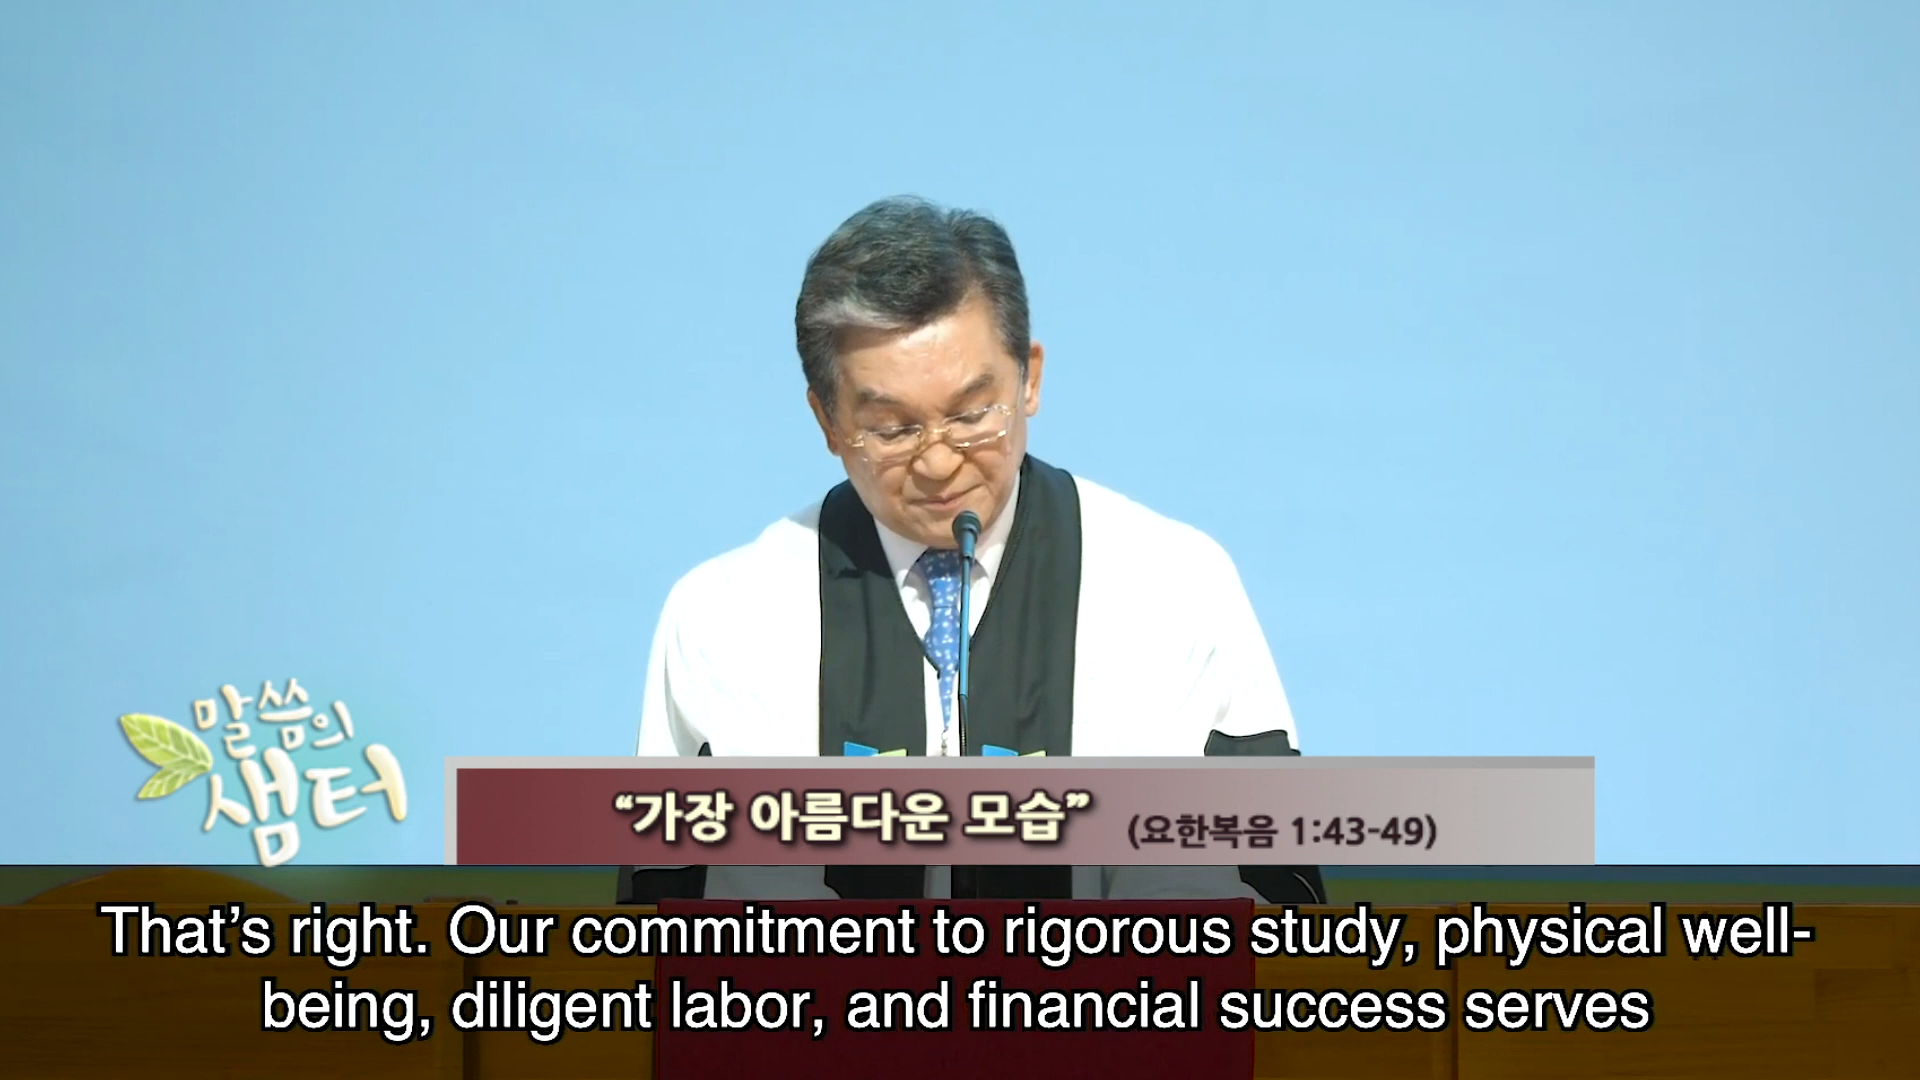 말씀의
샘터
“가장 아름다운 모습” (요한복음 1:43-49)
That’s right. Our commitment to rigorous study, physical well-
being, diligent labor, and financial success serves